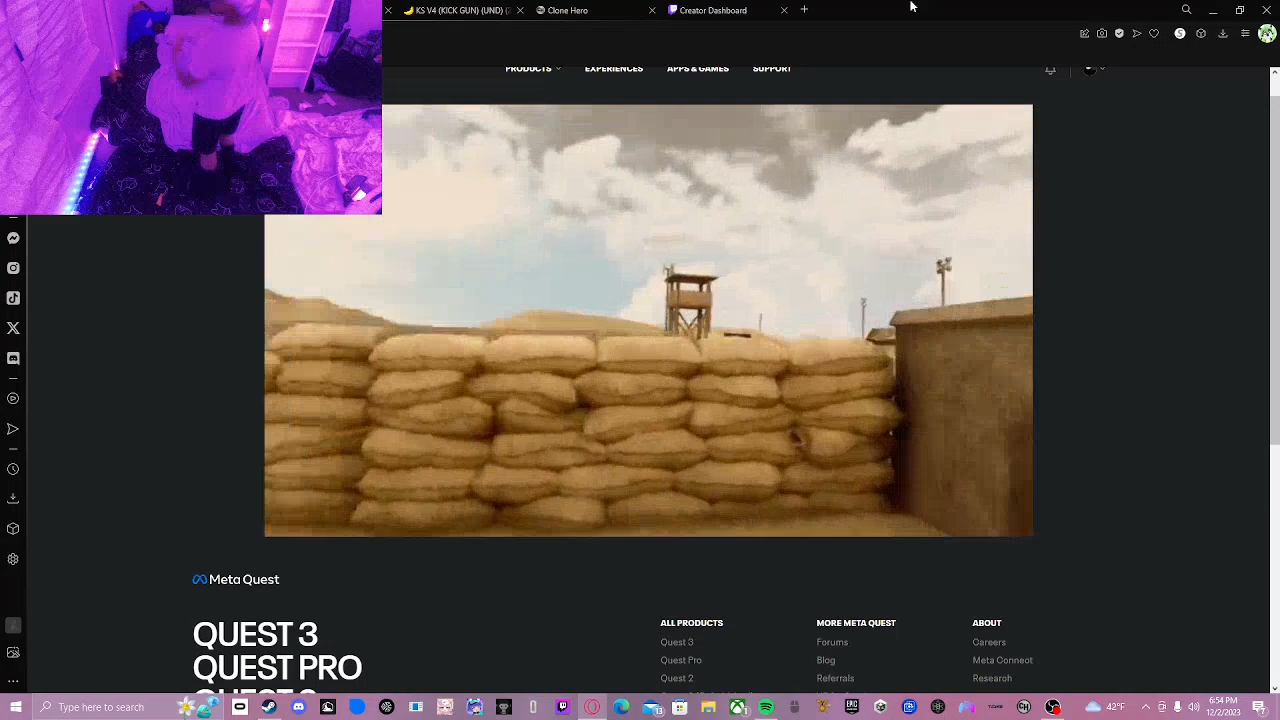 KS V4 (KICK GUN) (UND) (
Clone Hero
Creator Dashboard
PRODUCTS
EXPERIENCES
APPS & GAMES
SUPPORT
Meta Quest
QUEST 3
QUEST PRO
ALL PRODUCTS
Quest 3
Quest Pro
Quest 2
MORE META QUEST
Forums
Blog
Referrals
ABOUT
Careers
Meta Connect
Research
Type here to search
28°F
6:54 PM
12/2/2023